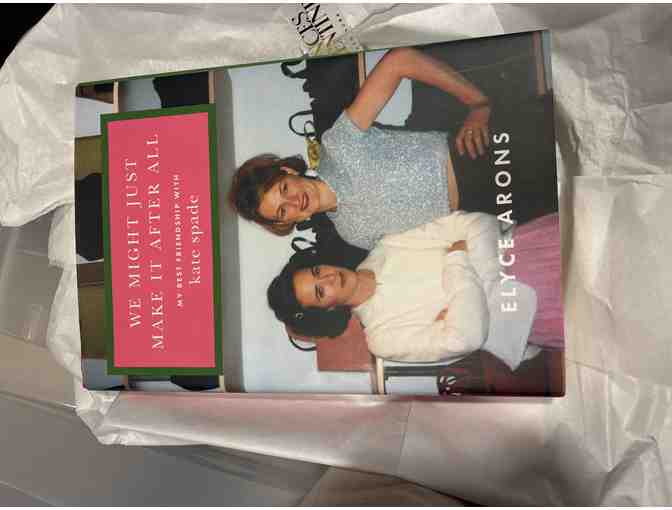 WE MIGHT JUST
MAKE IT AFTER ALL
MY BEST FRIENDSHIP WITH
kate spade
ELYCE ARONS